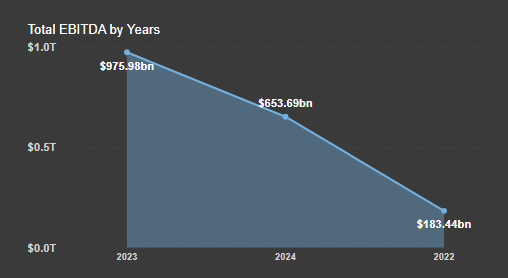 Total EBITDA by Years
$1.0T
$975.98bn
$653.69bn
$0.5T
$183.44bn
$0.0T
2023 2024 2022